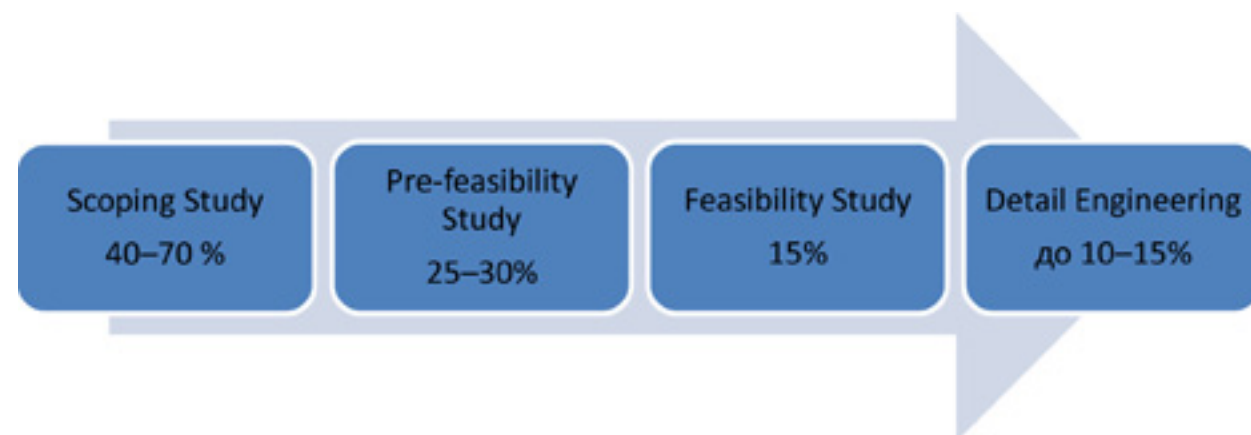 Scoping Study
40–70 %
Pre-feasibility
Study
25–30%
Feasibility Study
15%
Detail Engineering
до 10–15%